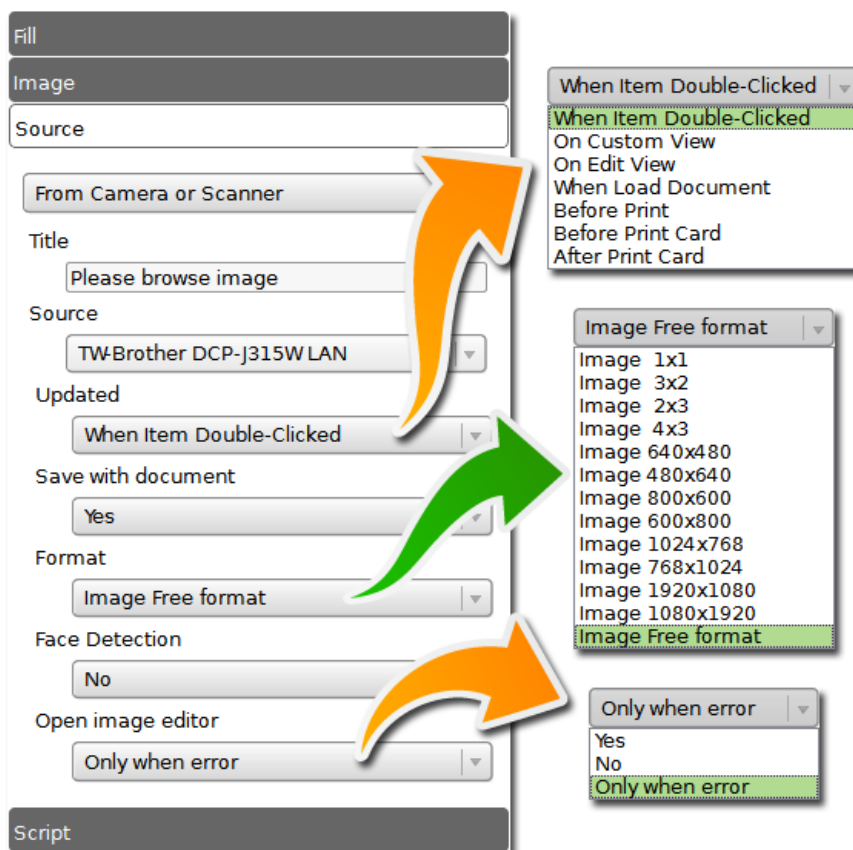 Fill
Image
Source
From Camera or Scanner
Title
Please browse image
Source
TW-Brother DCP-J315W LAN
Updated
When Item Double-Clicked
Save with document
Yes
Format
Image Free format
Face Detection
No
Open image editor
Only when error
Script
When Item Double-Clicked
When Item Double-Clicked
On Custom View
On Edit View
When Load Document
Before Print
Before Print Card
After Print Card
Image Free format
Image 1x1
Image 3x2
Image 2x3
Image 4x3
Image 640x480
Image 480x640
Image 800x600
Image 600x800
Image 1024x768
Image 768x1024
Image 1920x1080
Image 1080x1920
Image Free format
Only when error
Yes
No
Only when error